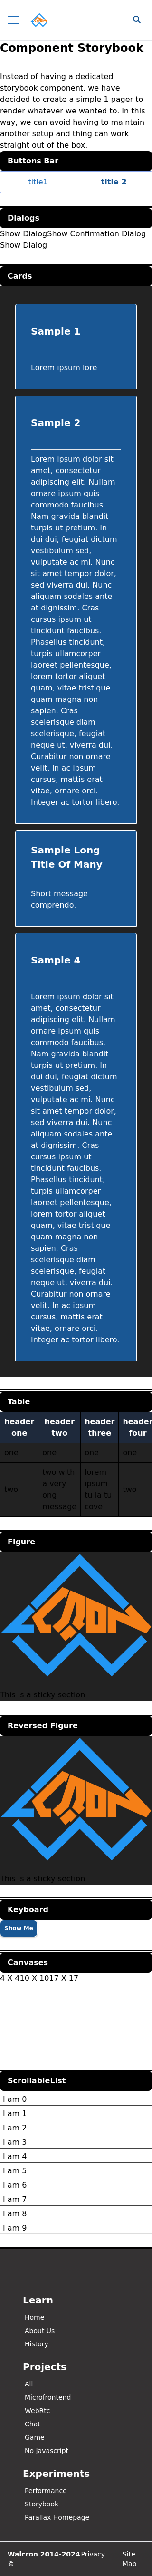 Component Storybook
Instead of having a dedicated
storybook component, we have
decided to create a simple 1 pager to
render whatever we wanted to. In this
way, we can avoid having to maintain
another setup and thing can work
straight out of the box.
Buttons Bar
title1 title 2
Dialogs
Show DialogShow Confirmation Dialog
Show Dialog
Cards
Sample 1
Lorem ipsum lore
Sample 2
Lorem ipsum dolor sit
amet, consectetur
adipiscing elit. Nullam
ornare ipsum quis
commodo faucibus.
Nam gravida blandit
turpis ut pretium. In
dui dui, feugiat dictum
vestibulum sed,
vulputate ac mi. Nunc
sit amet tempor dolor,
sed viverra dui. Nunc
aliquam sodales ante
at dignissim. Cras
cursus ipsum ut
tincidunt faucibus.
Phasellus tincidunt,
turpis ullamcorper
laoreet pellentesque,
lorem tortor aliquet
quam, vitae tristique
quam magna non
sapien. Cras
scelerisque diam
scelerisque, feugiat
neque ut, viverra dui.
Curabitur non ornare
velit. In ac ipsum
cursus, mattis erat
vitae, ornare orci.
Integer ac tortor libero.
Sample Long
Title Of Many
Short message
comprendo.
Sample 4
Lorem ipsum dolor sit
amet, consectetur
adipiscing elit. Nullam
ornare ipsum quis
commodo faucibus.
Nam gravida blandit
turpis ut pretium. In
dui dui, feugiat dictum
vestibulum sed,
vulputate ac mi. Nunc
sit amet tempor dolor,
sed viverra dui. Nunc
aliquam sodales ante
at dignissim. Cras
cursus ipsum ut
tincidunt faucibus.
Phasellus tincidunt,
turpis ullamcorper
laoreet pellentesque,
lorem tortor aliquet
quam, vitae tristique
quam magna non
sapien. Cras
scelerisque diam
scelerisque, feugiat
neque ut, viverra dui.
Curabitur non ornare
velit. In ac ipsum
cursus, mattis erat
vitae, ornare orci.
Integer ac tortor libero.
Table
header header header header
one two three four
one one one one
two two with a very ong message lorem ipsum tu la tu cove two
Figure
This is a sticky section
Reversed Figure
This is a sticky section
Keyboard
Show Me
Canvases
4 X 410 X 1017 X 17
ScrollableList
I am 0
I am 1
I am 2
I am 3
I am 4
I am 5
I am 6
I am 7
I am 8
I am 9
Learn
Home
About Us
History
Projects
All
Microfrontend
WebRtc
Chat
Game
No Javascript
Experiments
Performance
Storybook
Parallax Homepage
Walcron 2014-2024 Privacy | Site
© Map